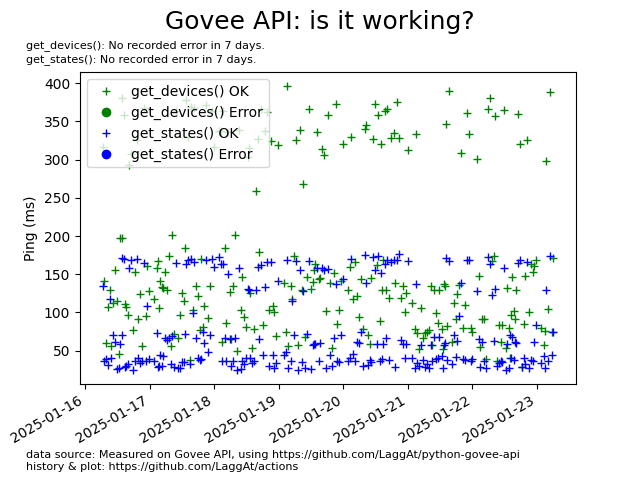 Govee API: is it working?
get_devices(): No recorded error in 7 days.
get_states(): No recorded error in 7 days.
get_devices() OK
get_devices() Error
get_states() OK
get_states() Error
Ping (ms)
400
350
300
250
200
150
100
50
2025-01-16
2025-01-17
2025-01-18
2025-01-19
2025-01-20
2025-01-21
2025-01-22
2025-01-23
data source: Measured on Govee API, using https://github.com/LaggAt/python-govee-api
history & plot: https://github.com/LaggAt/actions